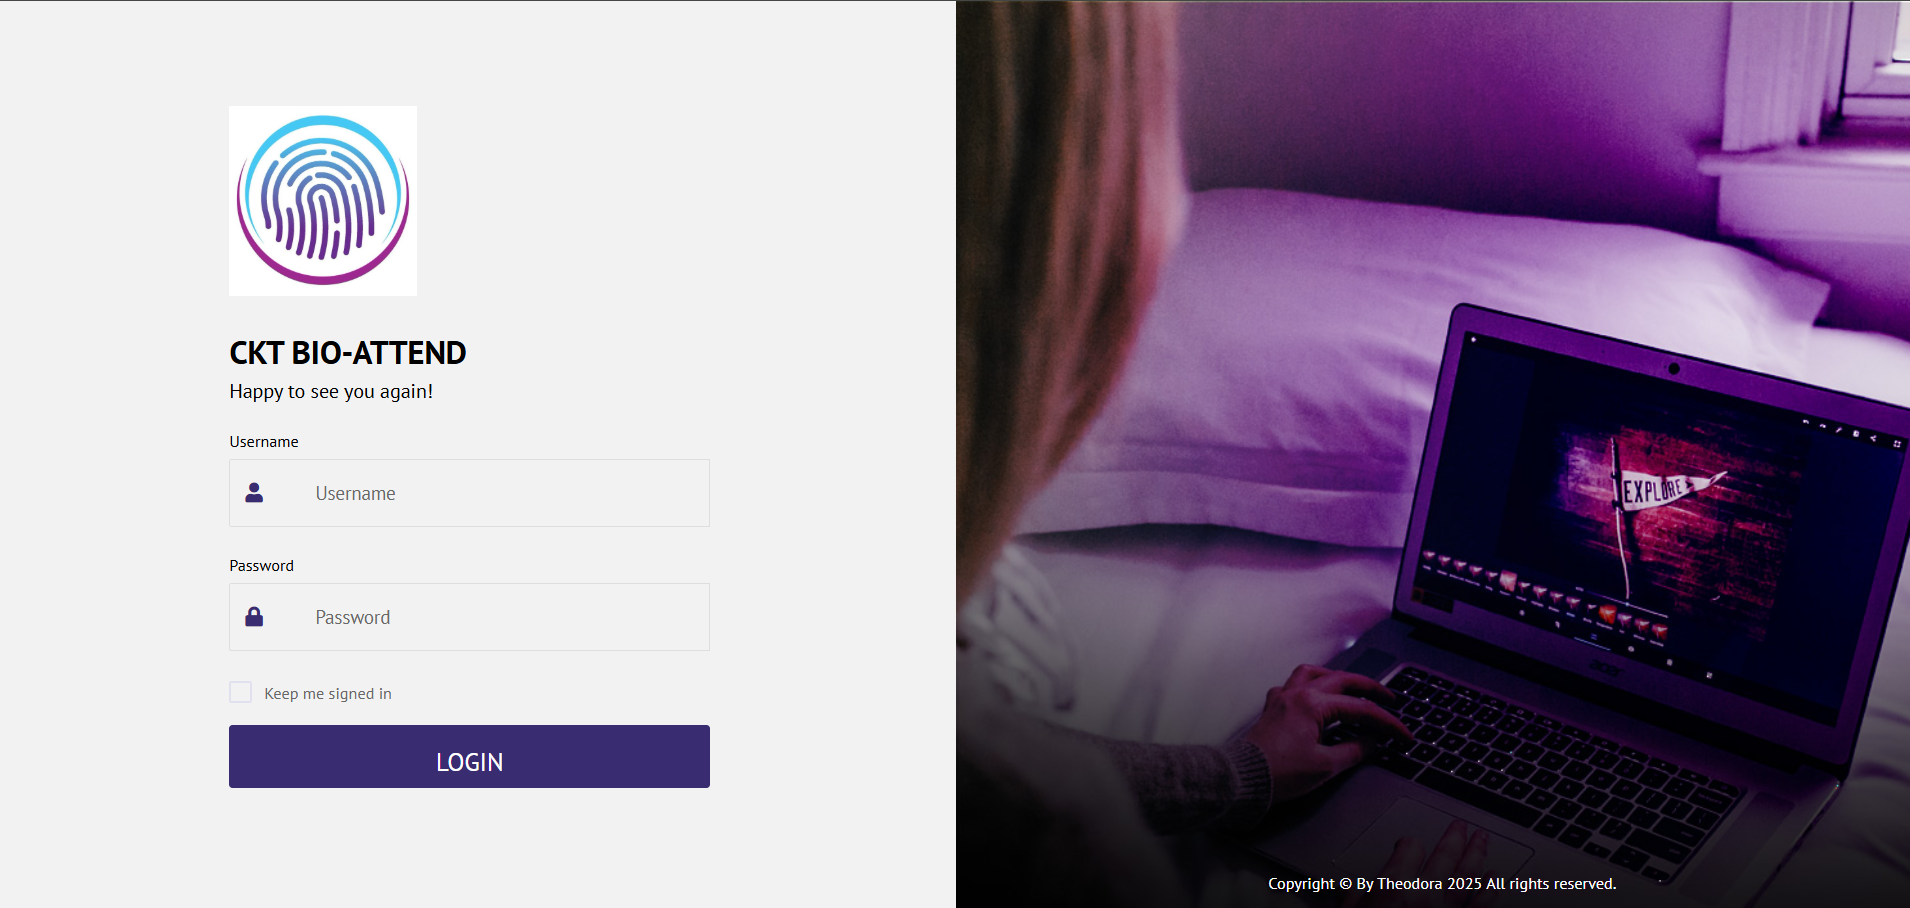 CKT BIO-ATTEND
Happy to see you again!
Username
Username
Password
Password
Keep me signed in
LOGIN
EXPLORE
Copyright © By Theodora 2025 All rights reserved.